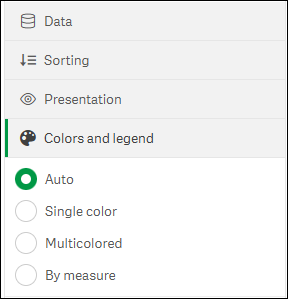 Data
Sorting
Presentation
Colors and legend
Auto
Single color
Multicolored
By measure